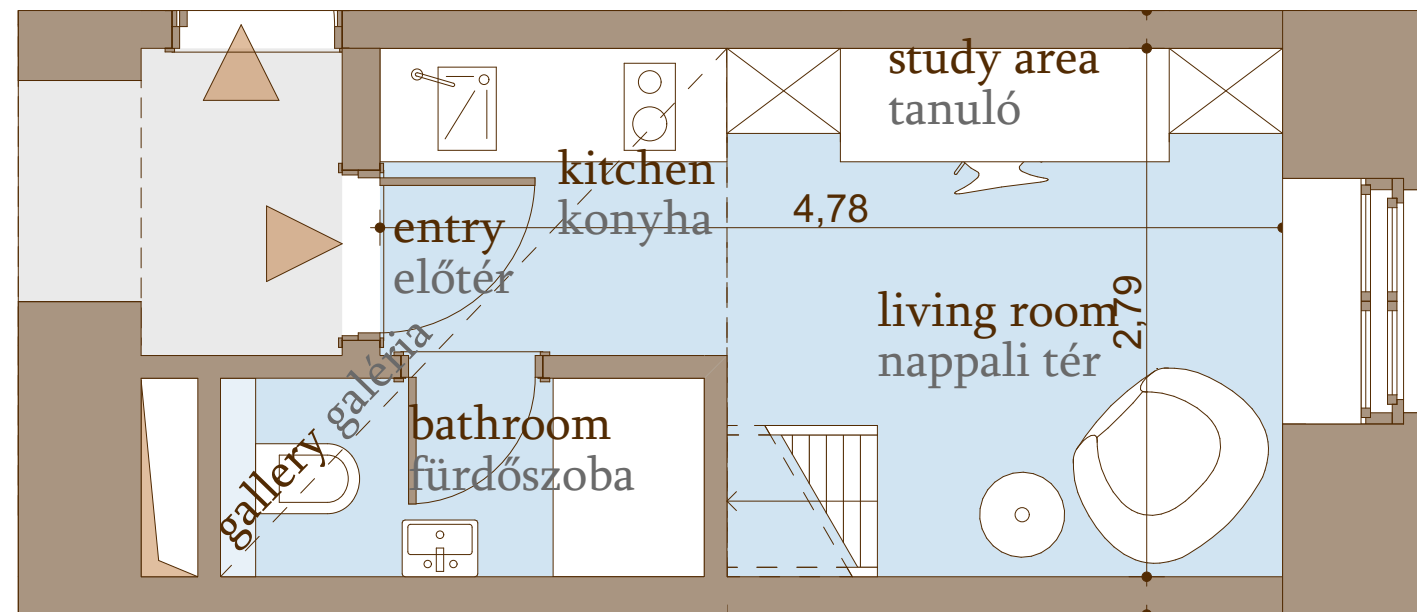 study area
tanuló
kitchen
konyha
4,78
entry
előtér
living room
nappali tér
2,79
gallery galéria
bathroom
fürdőszoba